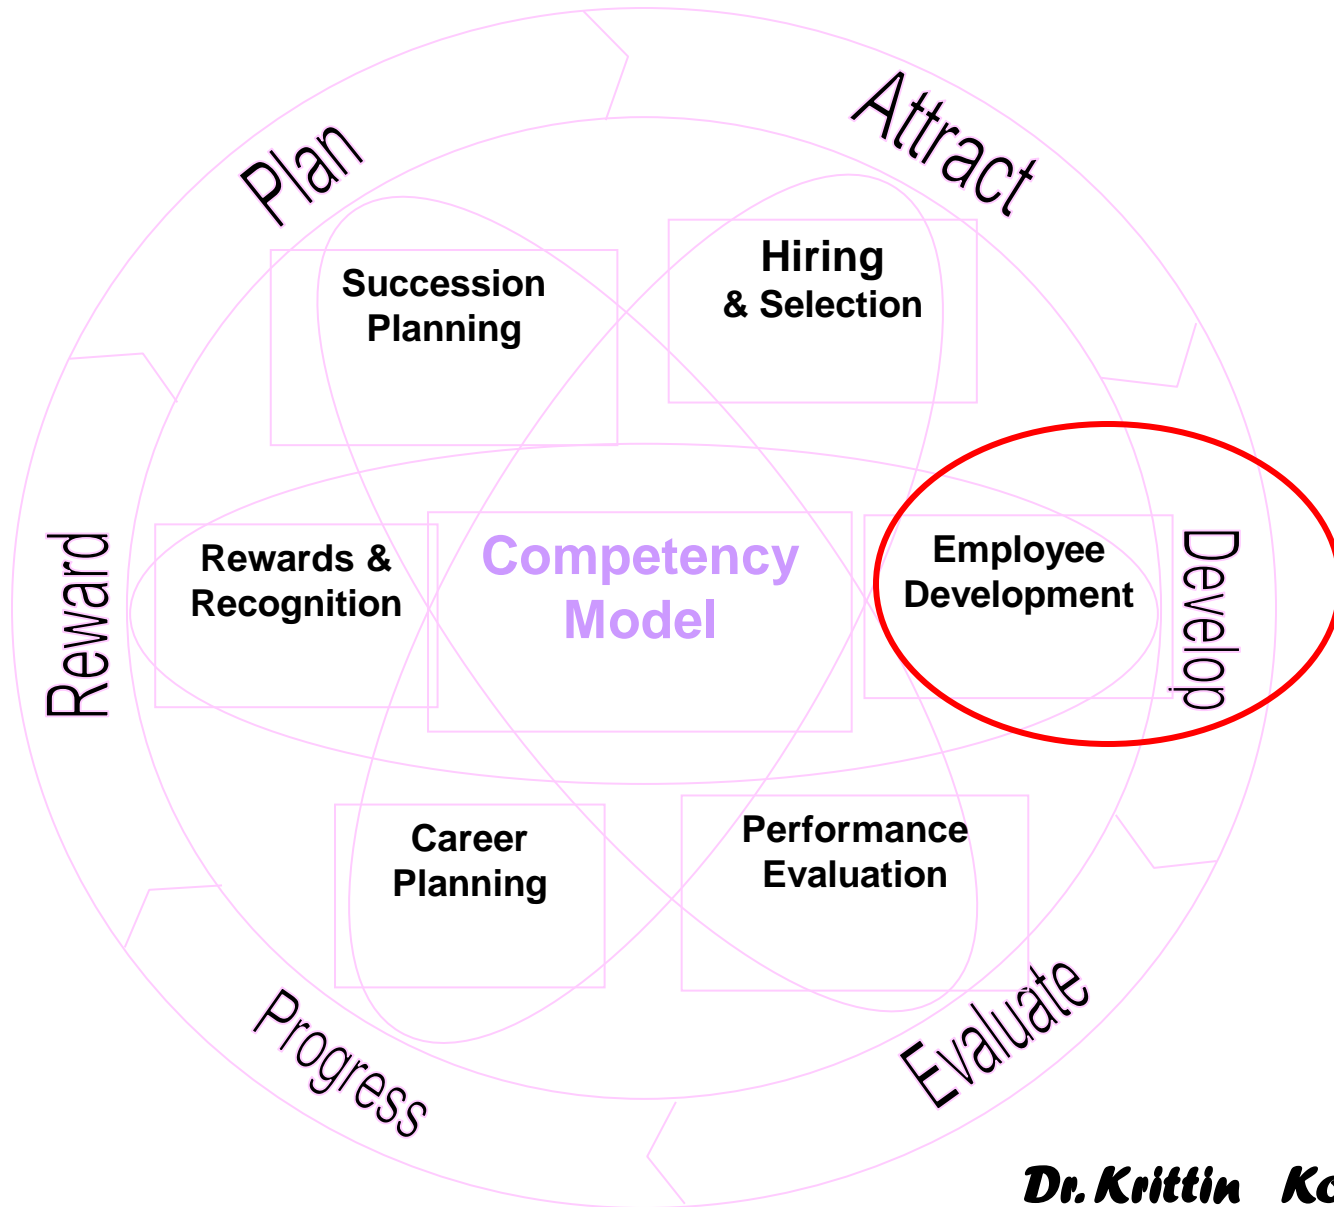 Plan
Attract
Succession
Planning
Hiring
& Selection
Reward
Rewards &
Recognition
Competency
Model
Employee
Development
Develop
Career
Planning
Performance
Evaluation
Progress
Evaluate
Dr. Krittin